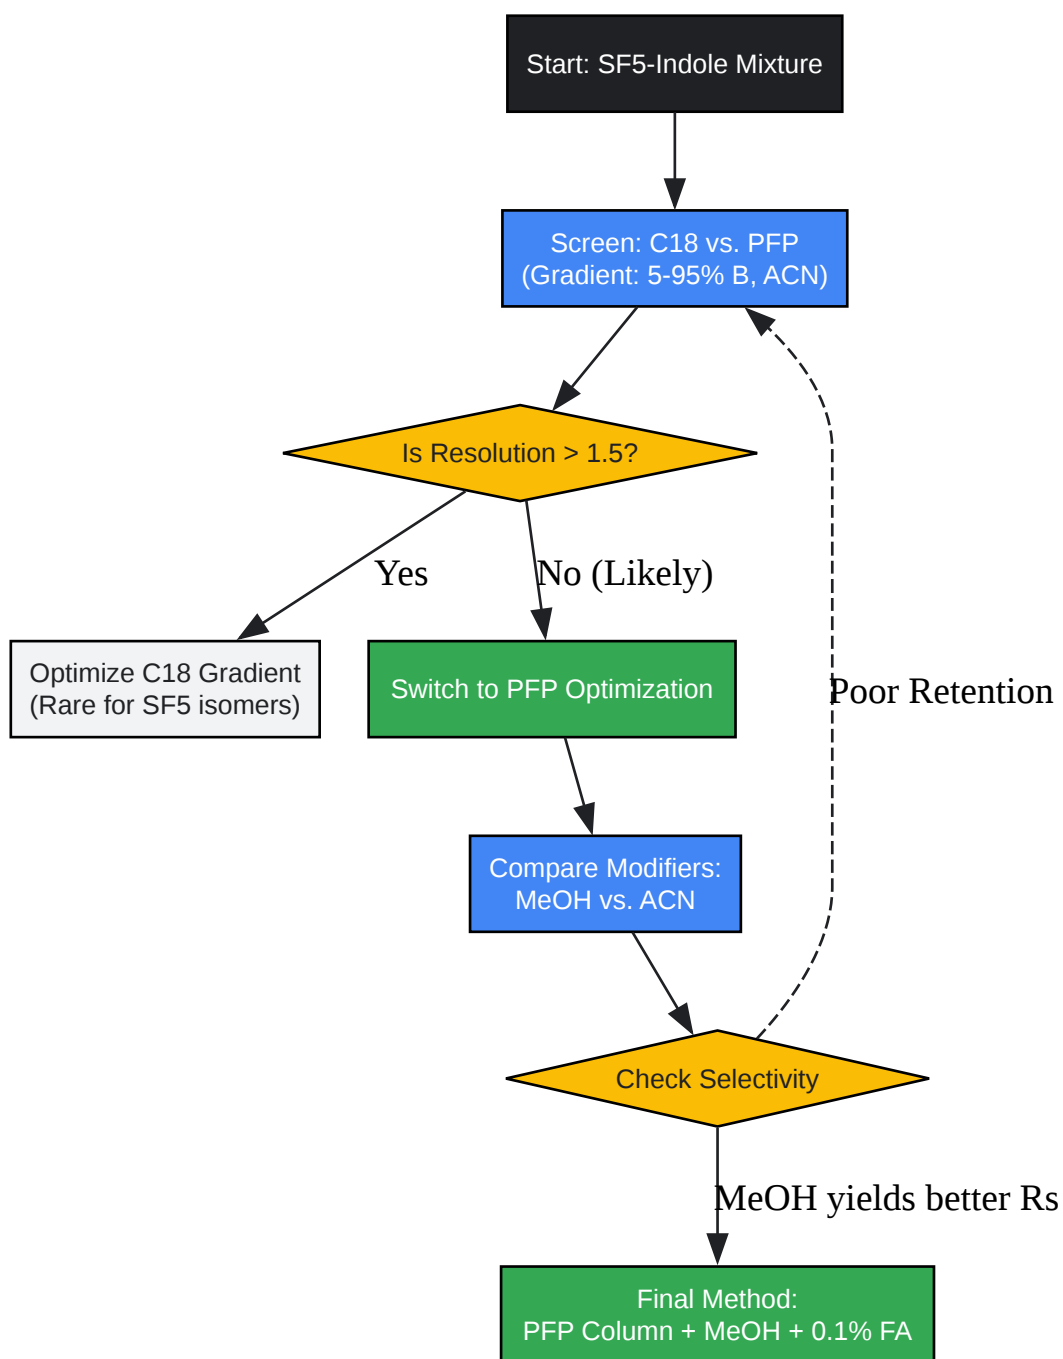 Start: SF5-Indole Mixture
Screen: C18 vs. PFP
(Gradient: 5-95% B, ACN)
Is Resolution > 1.5?
Yes
No (Likely)
Optimize C18 Gradient
(Rare for SF5 isomers)
Switch to PFP Optimization
Poor Retention
Compare Modifiers:
MeOH vs. ACN
Check Selectivity
MeOH yields better Rs
Final Method:
PFP Column + MeOH + 0.1% FA